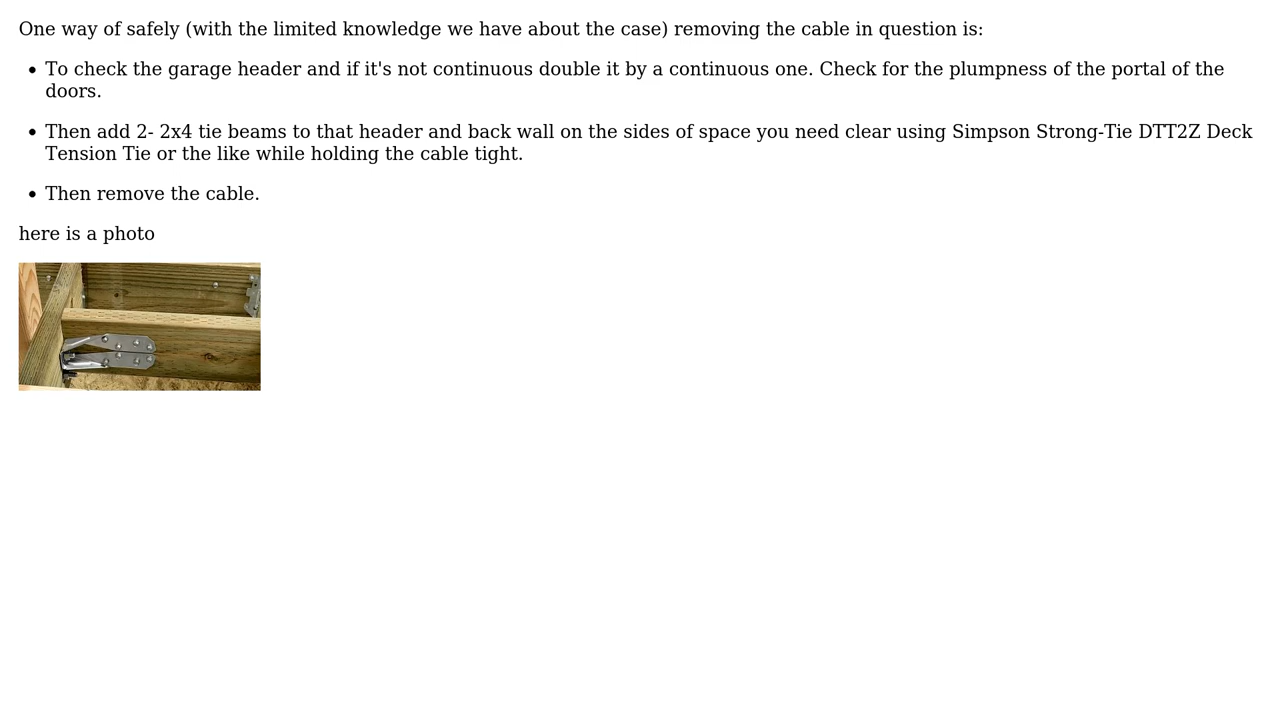 One way of safely (with the limited knowledge we have about the case) removing the cable in question is:
• To check the garage header and if it's not continuous double it by a continuous one. Check for the plumpness of the portal of the
doors.
• Then add 2- 2x4 tie beams to that header and back wall on the sides of space you need clear using Simpson Strong-Tie DTT2Z Deck
Tension Tie or the like while holding the cable tight.
• Then remove the cable.
here is a photo